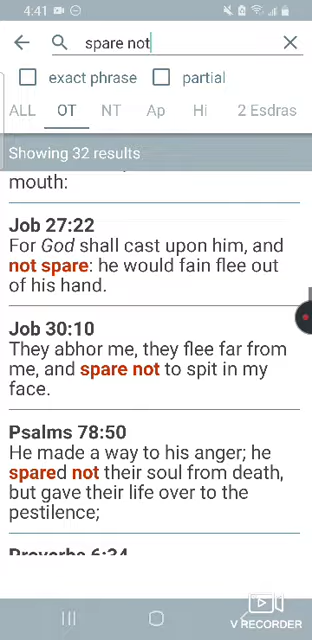 4:41
spare not
exact phrase partial
ALL OT NT Ap Hi 2 Esdras
Showing 32 results
mouth:
Job 27:22
For God shall cast upon him, and
not spare: he would fain flee out
of his hand.
Job 30:10
They abhor me, they flee far from
me, and spare not to spit in my
face.
Psalms 78:50
He made a way to his anger; he
spared not their soul from death,
but gave their life over to the
pestilence;
Proverbs 6:34
V RECORDER